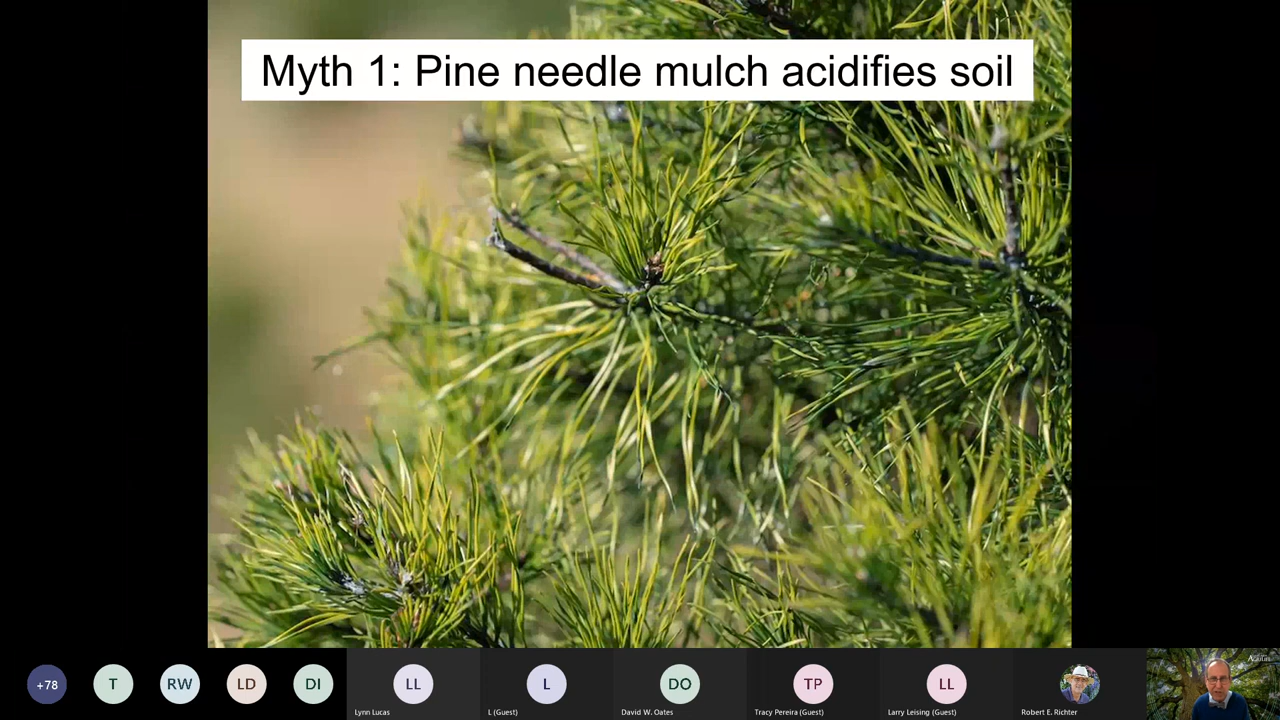 Myth 1: Pine needle mulch acidifies soil
+78
T
RW
LD
DI
LL
Lynn Lucas
L
L (Guest)
DO
David W. Oates
TP
Tracy Pereira (Guest)
LL
Larry Leising (Guest)
Robert E. Richter